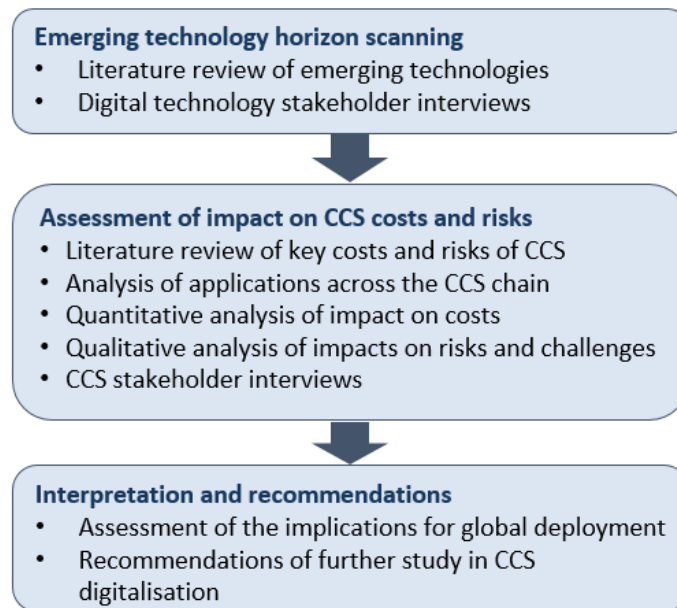 Emerging technology horizon scanning
• Literature review of emerging technologies
• Digital technology stakeholder interviews
Assessment of impact on CCS costs and risks
• Literature review of key costs and risks of CCS
• Analysis of applications across the CCS chain
• Quantitative analysis of impact on costs
• Qualitative analysis of impacts on risks and challenges
• CCS stakeholder interviews
Interpretation and recommendations
• Assessment of the implications for global deployment
• Recommendations of further study in CCS
digitalisation